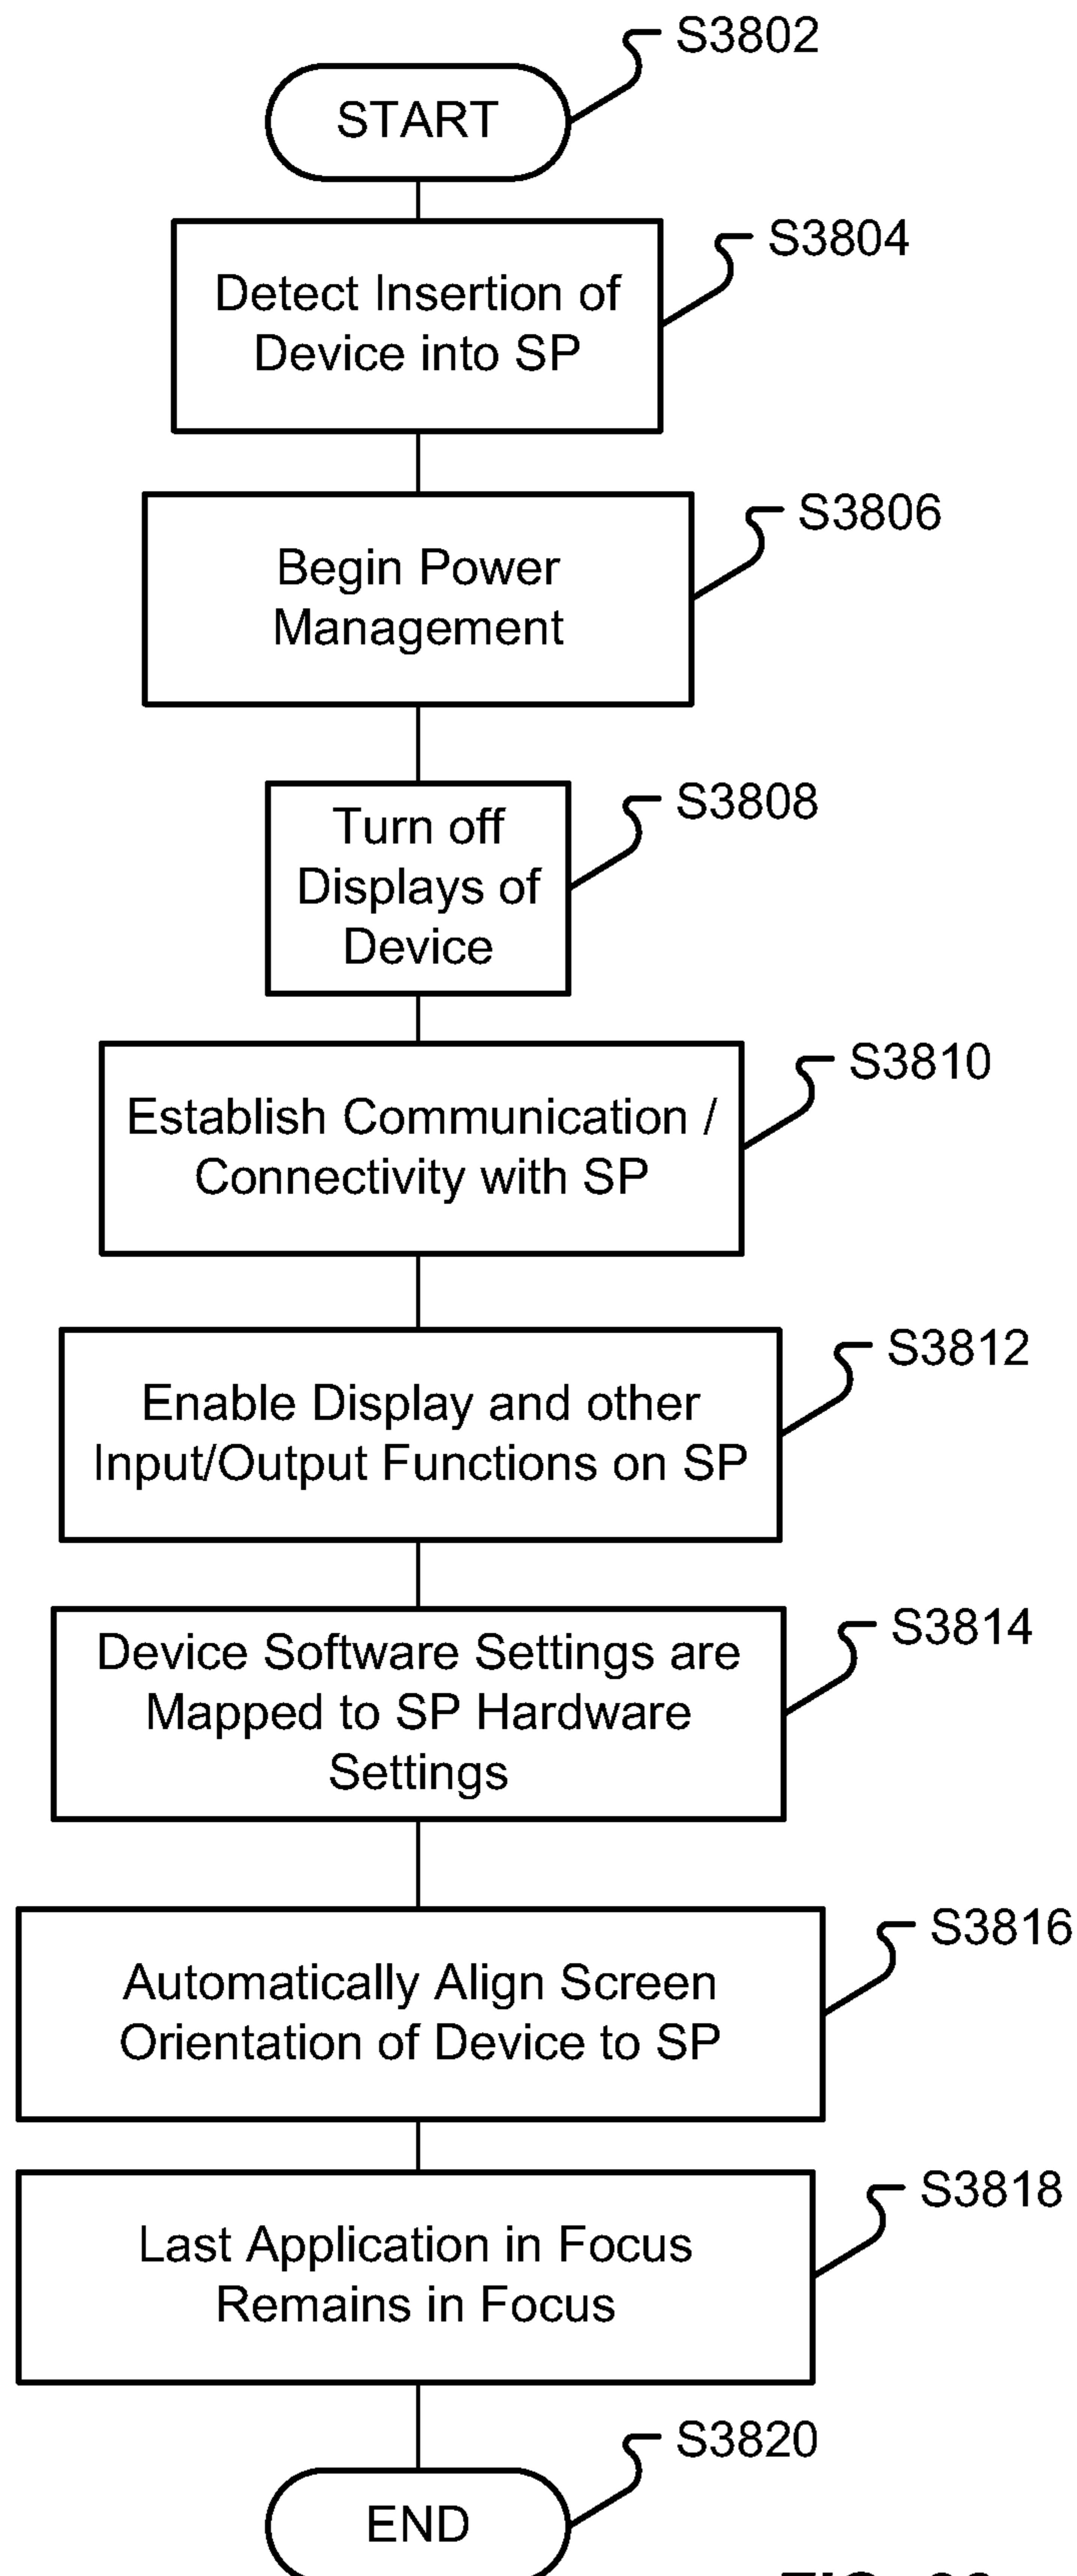 S3802
START
S3804
Detect Insertion of
Device into SP
S3806
Begin Power
Management
S3808
Turn off
Displays of
Device
S3810
Establish Communication /
Connectivity with SP
S3812
Enable Display and other
Input/Output Functions on SP
S3814
Device Software Settings are
Mapped to SP Hardware
Settings
S3816
Automatically Align Screen
Orientation of Device to SP
S3818
Last Application in Focus
Remains in Focus
S3820
END